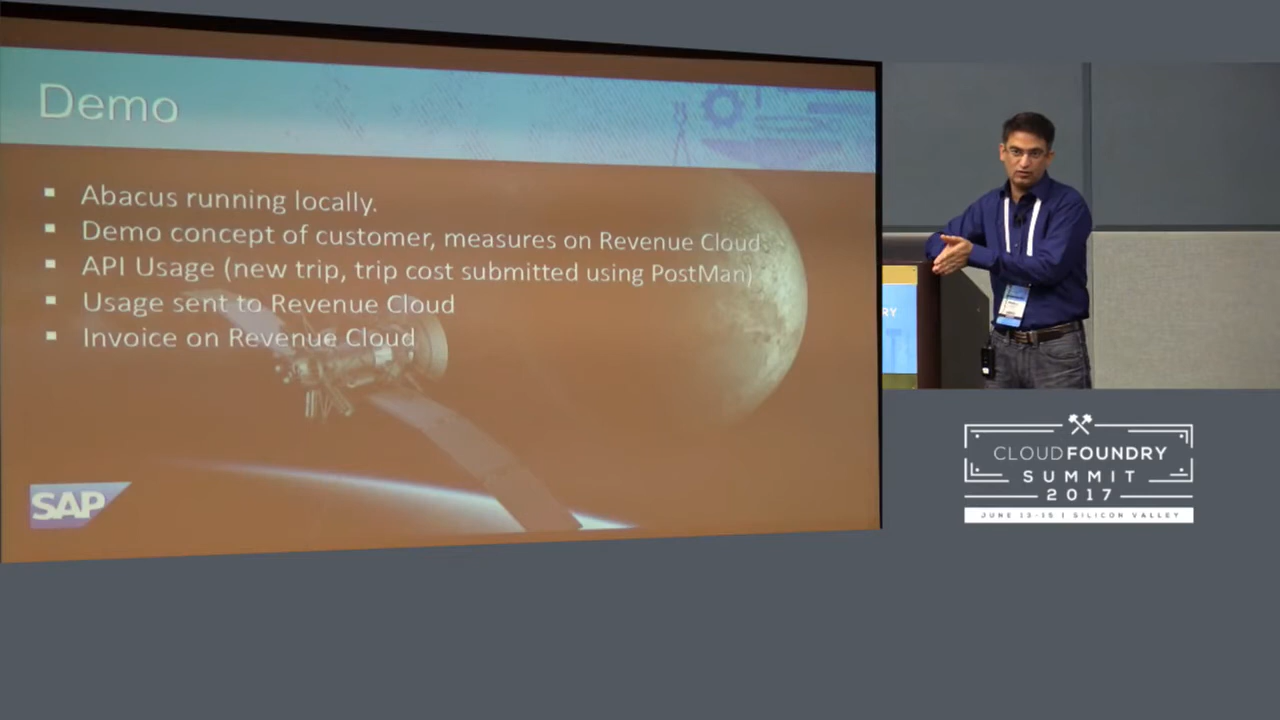 Demo
Abacus running locally.
Demo concept of customer, measures on Revenue Cloud.
API Usage (new trip, trip cost submitted using PostMan)
Usage sent to Revenue Cloud
Invoice on Revenue Cloud
SAP
RY
CLOUDFOUNDRY
SUMMIT
2017
JUNE 13-15 | SILICON VALLEY